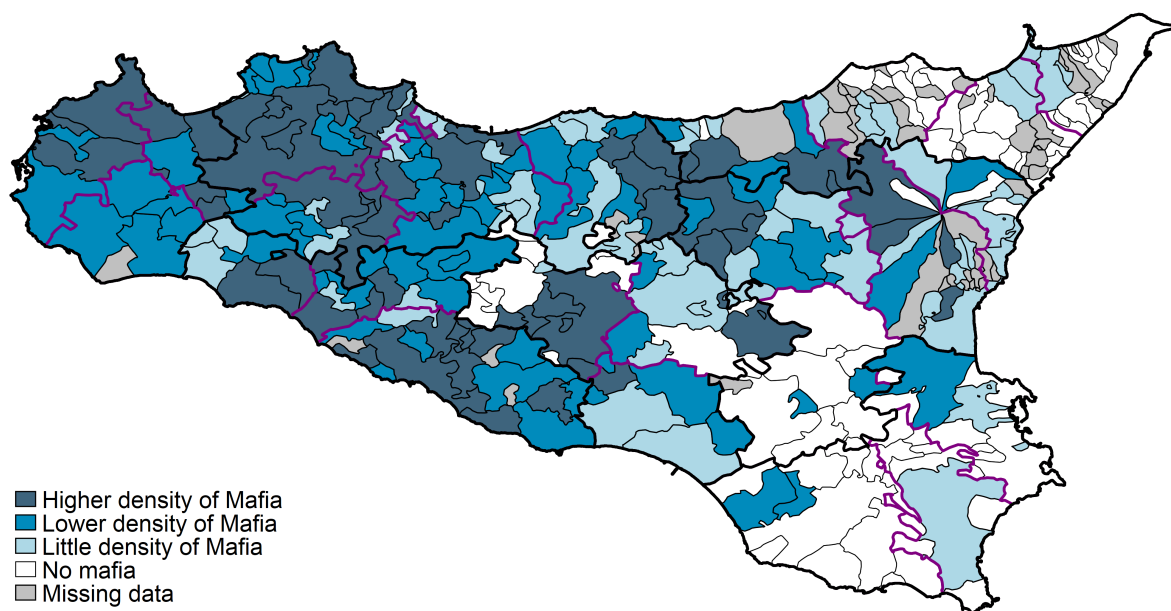 Higher density of Mafia
Lower density of Mafia
Little density of Mafia
No mafia
Missing data